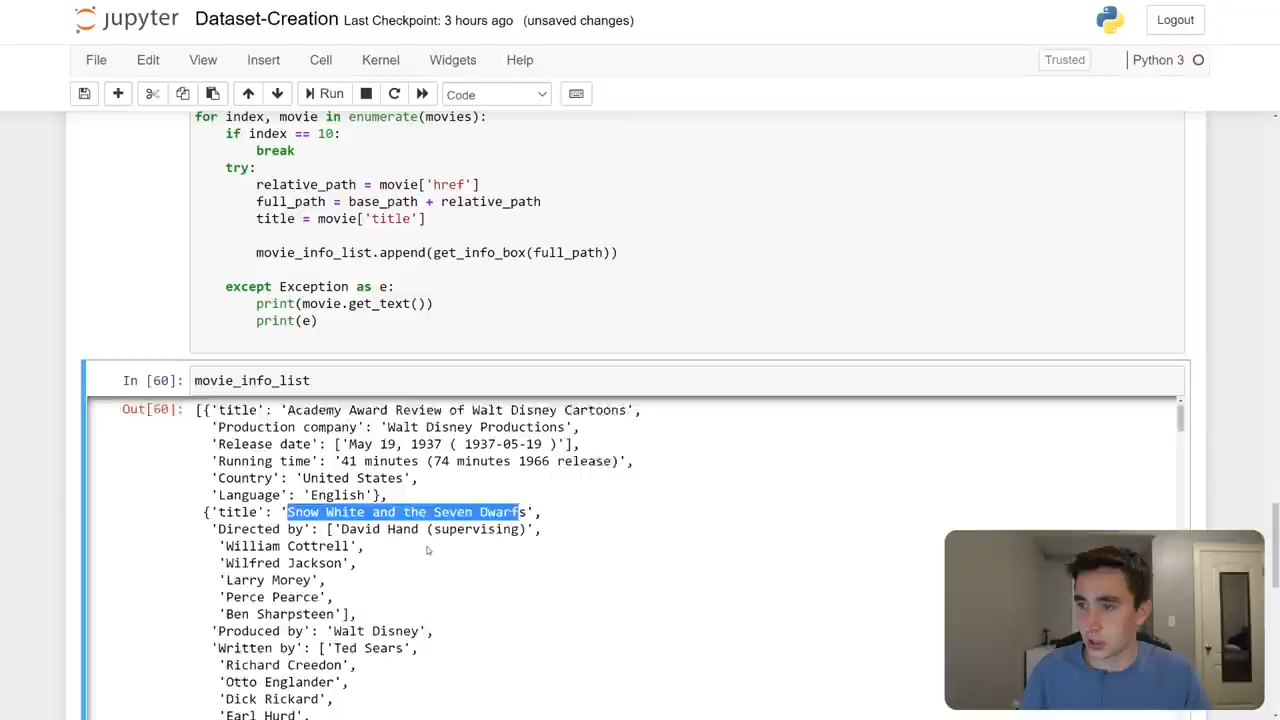 jupyter Dataset-Creation Last Checkpoint: 3 hours ago (unsaved changes) Logout
File Edit View Insert Cell Kernel Widgets Help Trusted Python 3
Run Code
for index, movie in enumerate(movies):
if index == 10:
break
try:
relative_path = movie['href']
full_path = base_path + relative_path
title = movie['title']
movie_info_list.append(get_info_box(full_path))
except Exception as e:
print(movie.get_text())
print(e)
In [60]: movie_info_list
Out[60]: [{'title': 'Academy Award Review of Walt Disney Cartoons',
'Production company': 'Walt Disney Productions',
'Release date': ['May 19, 1937 ( 1937-05-19 )'],
'Running time': '41 minutes (74 minutes 1966 release)',
'Country': 'United States',
'Language': 'English'},
{'title': 'Snow White and the Seven Dwarfs',
'Directed by': ['David Hand (supervising)',
'William Cottrell',
'Wilfred Jackson',
'Larry Morey',
'Perce Pearce',
'Ben Sharpsteen'],
'Produced by': 'Walt Disney',
'Written by': ['Ted Sears',
'Richard Creedon',
'Otto Englander',
'Dick Rickard',
'Earl Hurd',